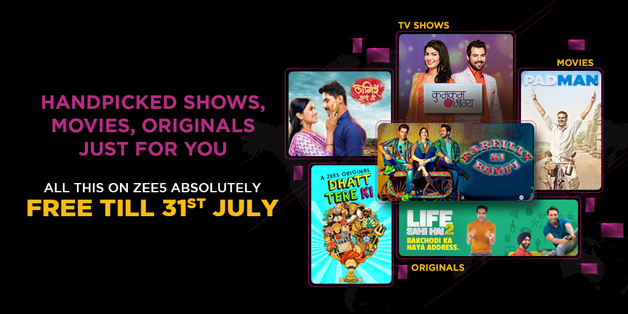 HANDPICKED SHOWS,
MOVIES, ORIGINALS
JUST FOR YOU
ALL THIS ON ZEE5 ABSOLUTELY
FREE TILL 31ST JULY
TV SHOWS
कुमकुम
भाग्य
MOVIES
PADMAN
BAREILLY
KI
BARFI
A ZEE5 ORIGINAL
DHATT
TERE KI
LIFE
SAHI HAI 2
BAKCHODI KA
NAYA ADDRESS.
ORIGINALS